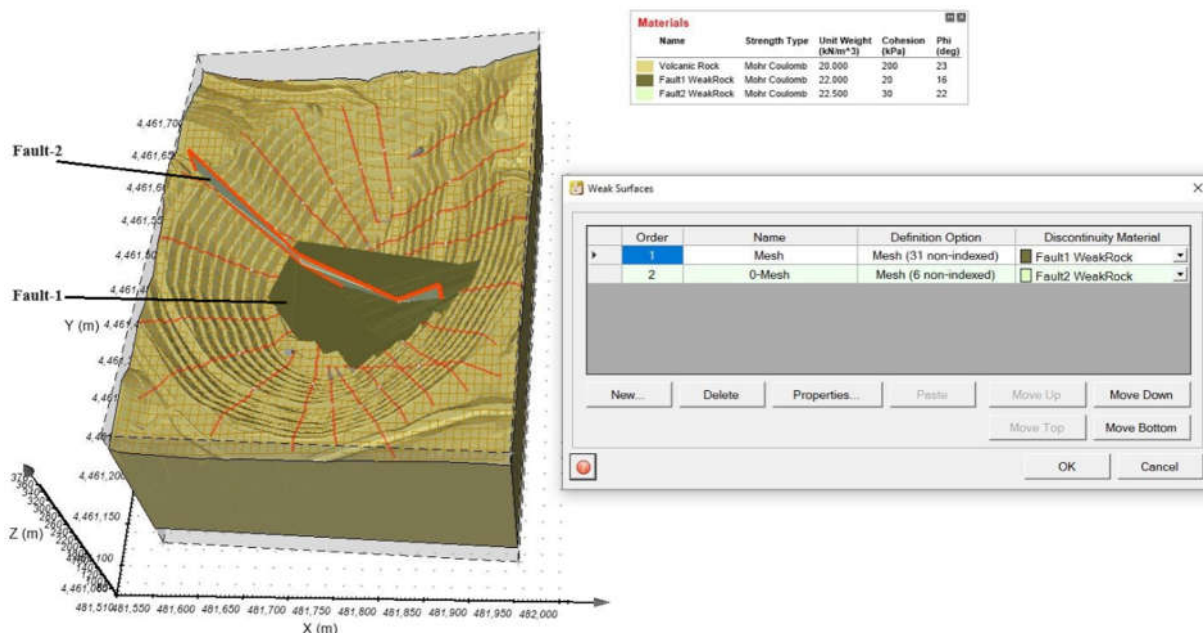 Materials
Name Strength Type Unit Weight (kN/m^3) Cohesion (kPa) Phi (deg)
Volcanic Rock Mohr Coulomb 20.000 200 23
Fault1 WeakRock Mohr Coulomb 22.000 20 16
Fault2 WeakRock Mohr Coulomb 22.500 30 22
4,461,700
Fault-2
Fault-1
Y (m)
4,461,200
4,461,150
4,461,100
Z (m)
481,510 481,550 481,600 481,650 481,700 481,750 481,800 481,850 481,900 481,950 482,000
X (m)
Weak Surfaces
Order Name Definition Option Discontinuity Material
1 Mesh Mesh (31 non-indexed) Fault1 WeakRock
2 0-Mesh Mesh (6 non-indexed) Fault2 WeakRock
New... Delete Properties... Paste Move Up Move Down
Move Top Move Bottom
OK Cancel